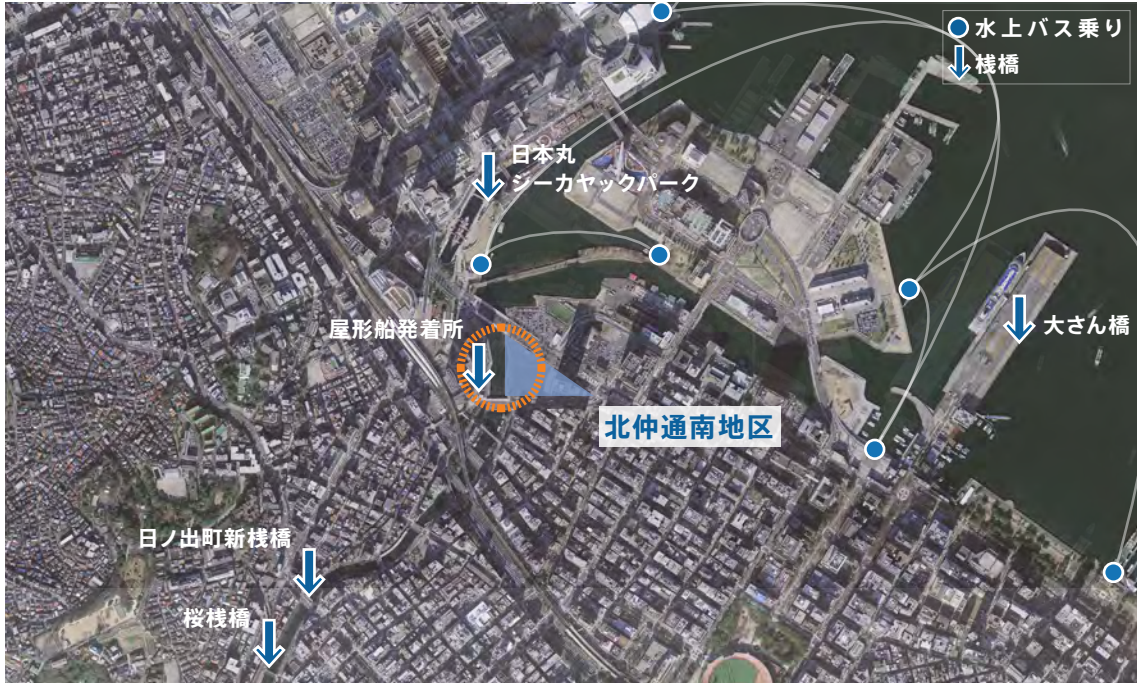 水上バス乗り
桟橋
日本丸
シーカヤックパーク
屋形船発着所
大さん橋
北仲通南地区
日ノ出町新桟橋
桜桟橋